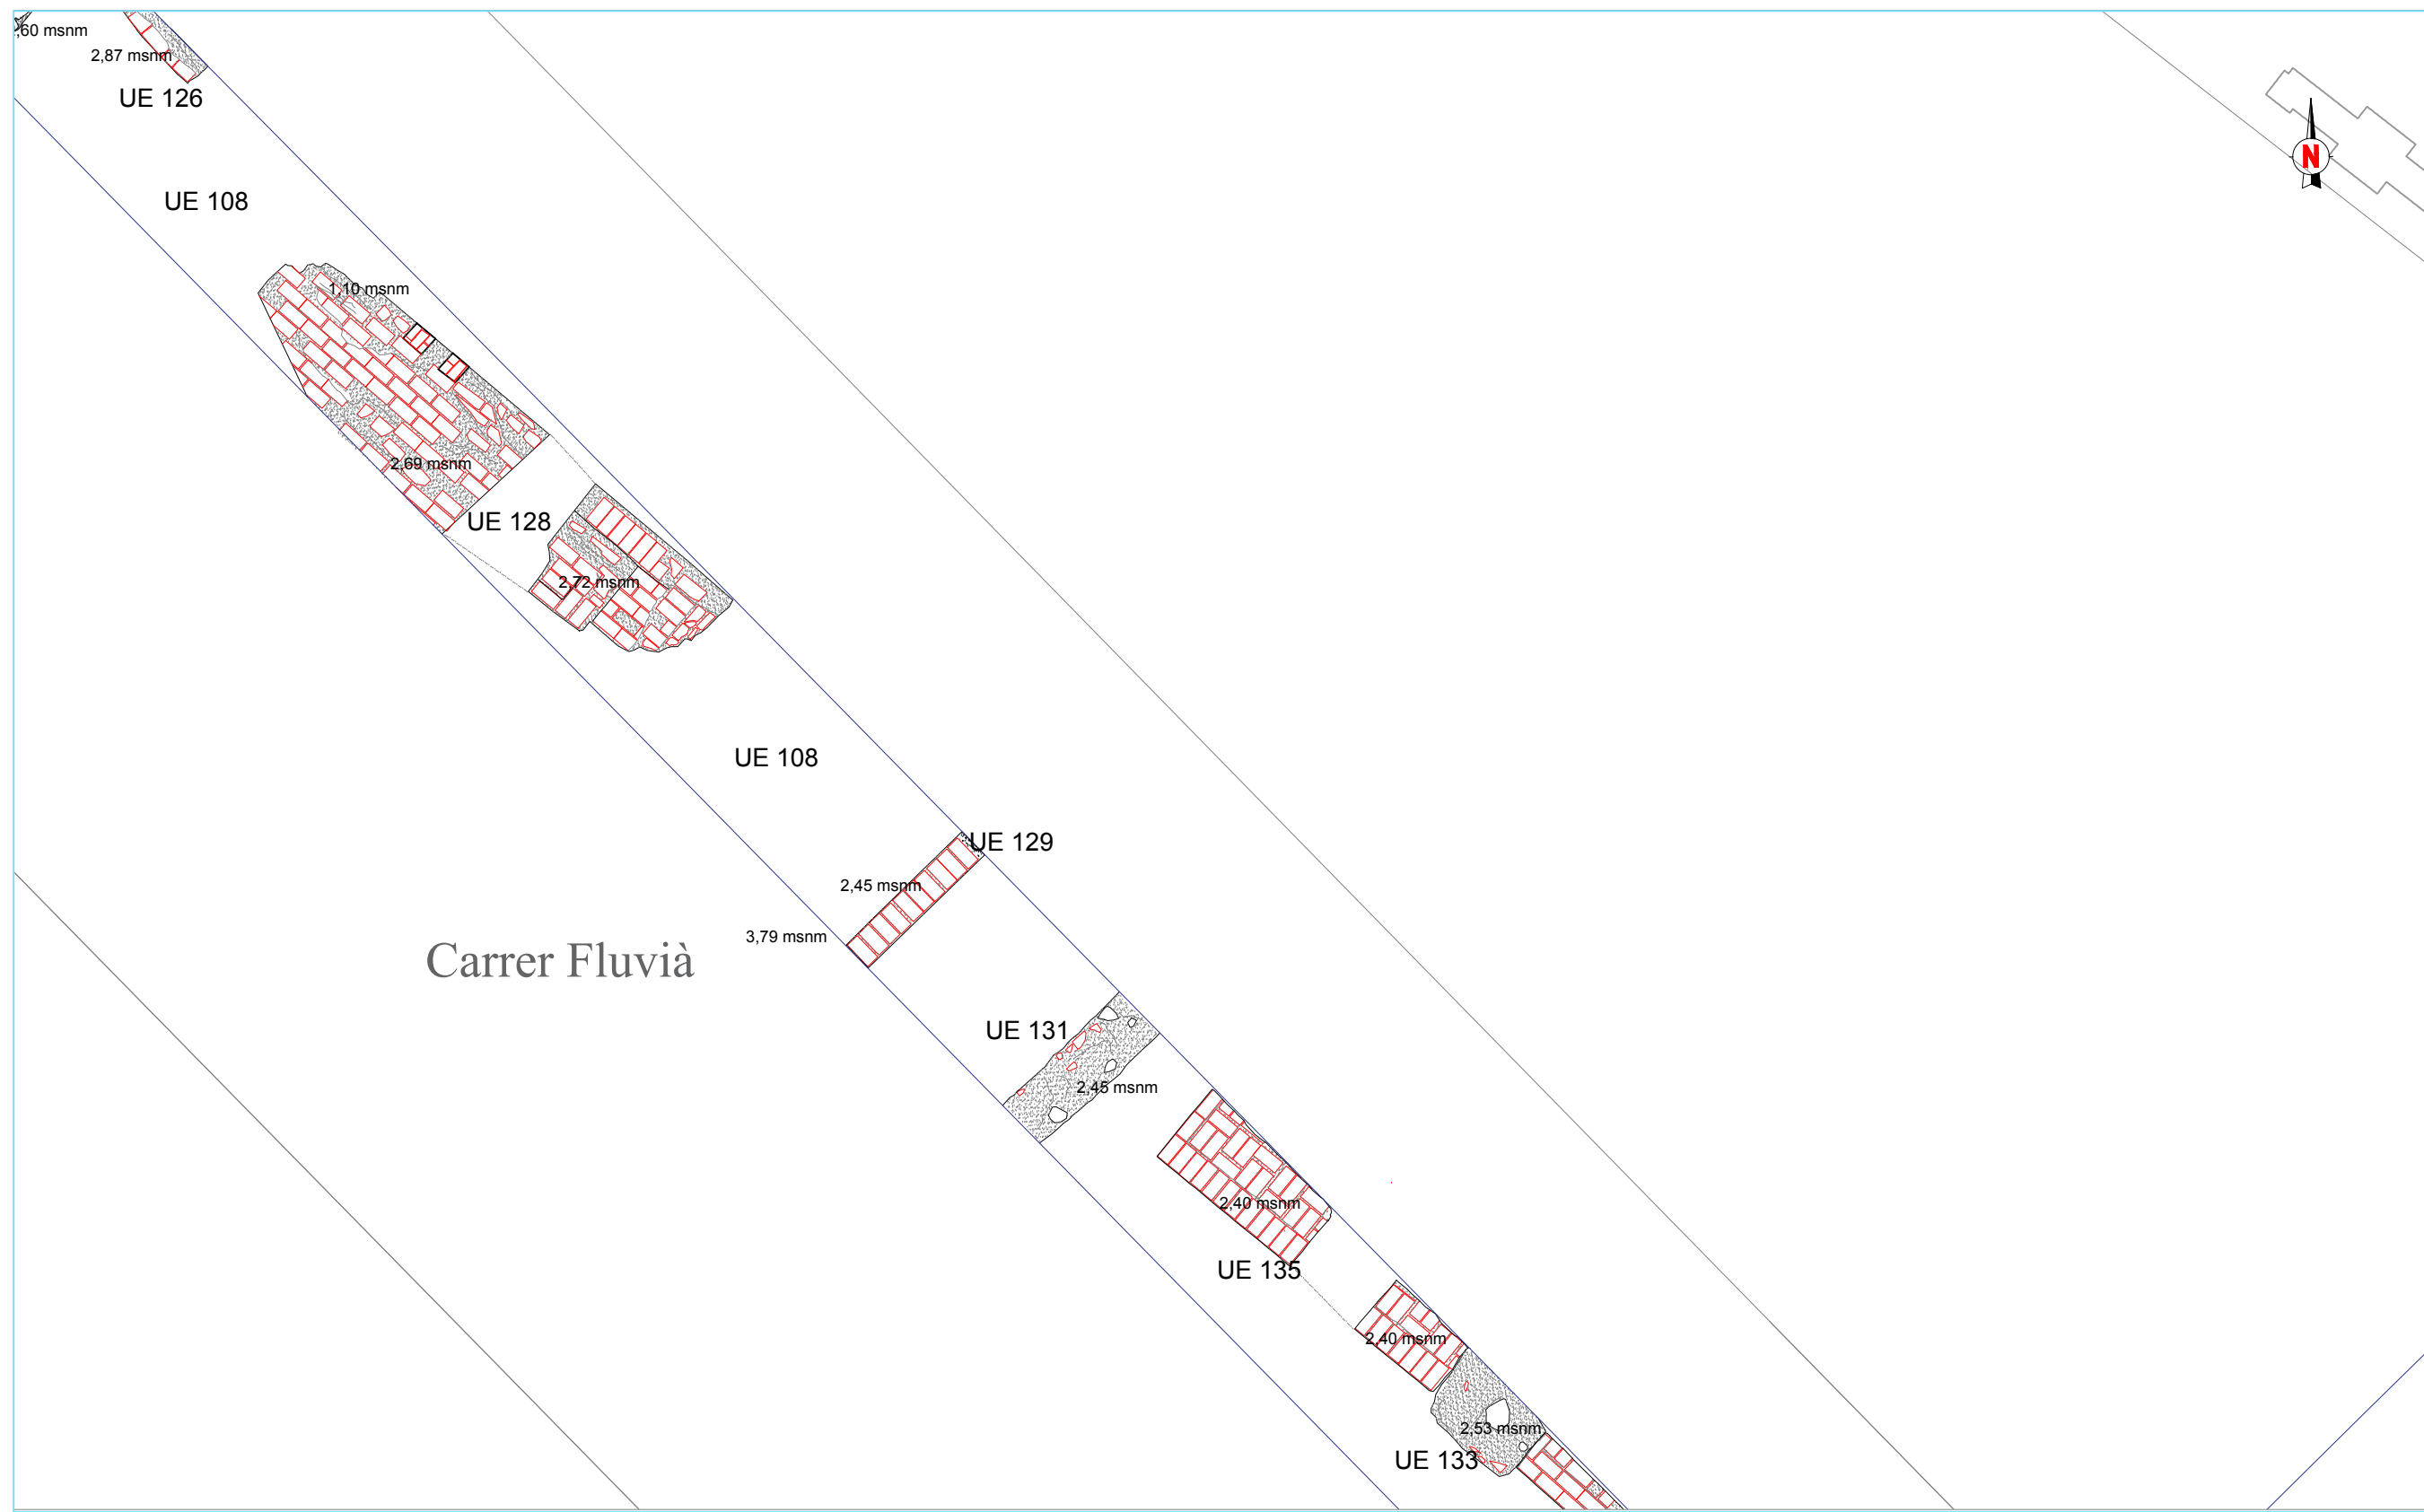 ,60 msnm
2,87 msnm
UE 126
N
UE 108
1,10 msnm
2,69 msnm
UE 128
2,72 msnm
UE 108
UE 129
2,45 msnm
3,79 msnm
Carrer Fluvià
UE 131
2,45 msnm
2,40 msnm
UE 135
2,40 msnm
2,53 msnm
UE 133